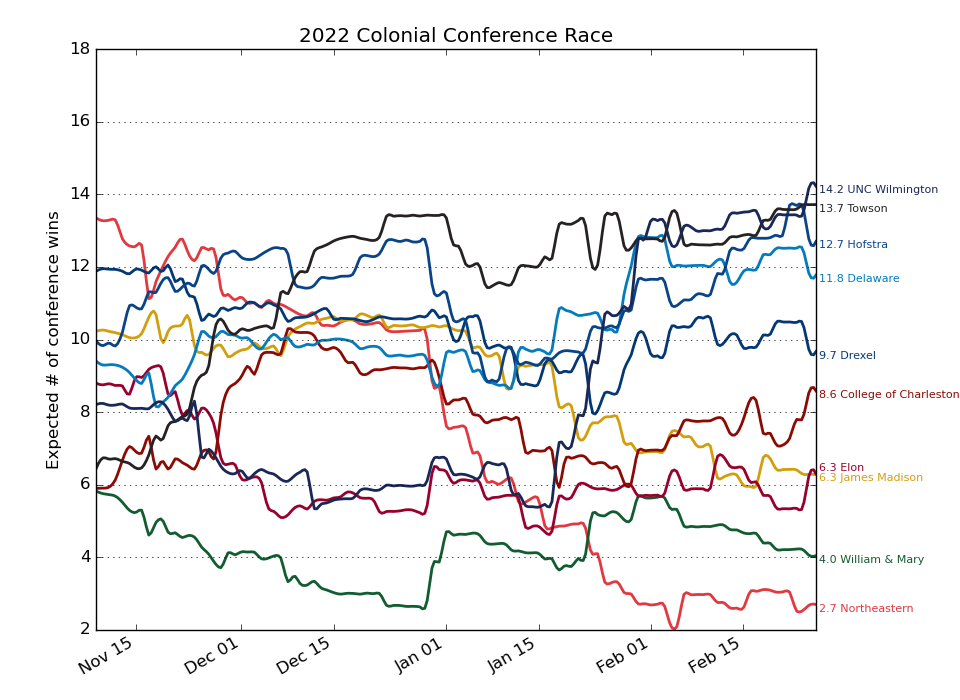 2022 Colonial Conference Race
Expected # of conference wins
18
16
14
12
10
8
6
4
2
14.2 UNC Wilmington
13.7 Towson
12.7 Hofstra
11.8 Delaware
9.7 Drexel
8.6 College of Charleston
6.3 Elon
6.3 James Madison
4.0 William & Mary
2.7 Northeastern
Nov 15 Dec 01 Dec 15 Jan 01 Jan 15 Feb 01 Feb 15